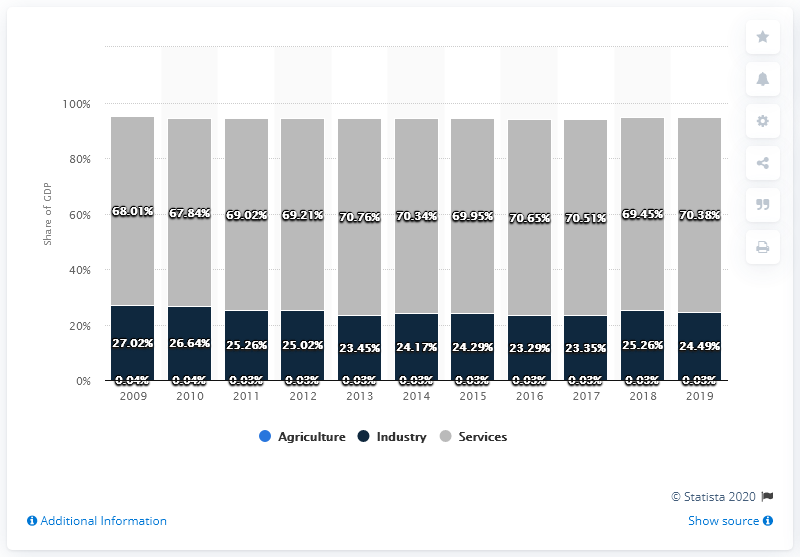 100%
80%
60%
40%
20%
0%
Share of GDP
68.01% 67.84% 69.02% 69.21% 70.76% 70.34% 69.95% 70.65% 70.51% 69.45% 70.38%
27.02% 26.64% 25.26% 25.02% 23.45% 24.17% 24.29% 23.29% 23.35% 25.26% 24.49%
0.04% 0.04% 0.03% 0.03% 0.03% 0.03% 0.03% 0.03% 0.03% 0.03% 0.03%
2009 2010 2011 2012 2013 2014 2015 2016 2017 2018 2019
Agriculture Industry Services
© Statista 2020
Additional Information Show source